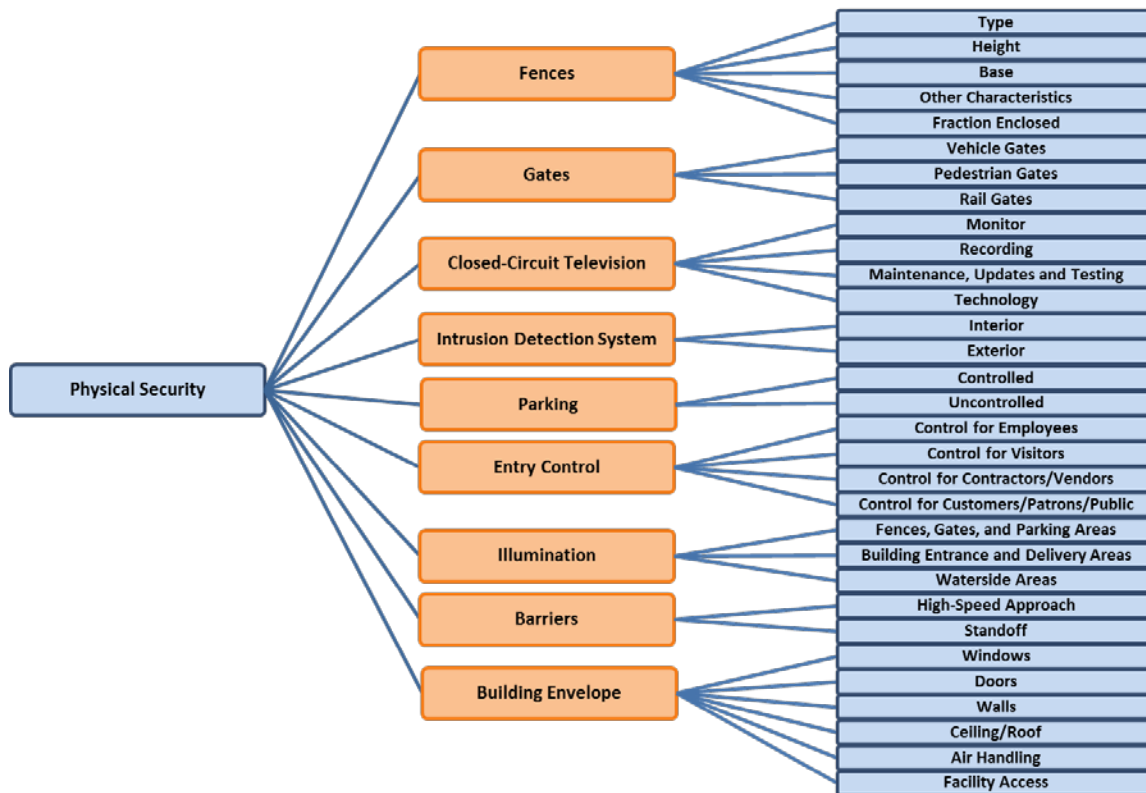 Physical Security
Fences
Type
Height
Base
Other Characteristics
Fraction Enclosed
Gates
Vehicle Gates
Pedestrian Gates
Rail Gates
Closed-Circuit Television
Monitor
Recording
Maintenance, Updates and Testing
Technology
Intrusion Detection System
Interior
Exterior
Parking
Controlled
Uncontrolled
Entry Control
Control for Employees
Control for Visitors
Control for Contractors/Vendors
Control for Customers/Patrons/Public
Illumination
Fences, Gates, and Parking Areas
Building Entrance and Delivery Areas
Waterside Areas
Barriers
High-Speed Approach
Standoff
Building Envelope
Windows
Doors
Walls
Ceiling/Roof
Air Handling
Facility Access